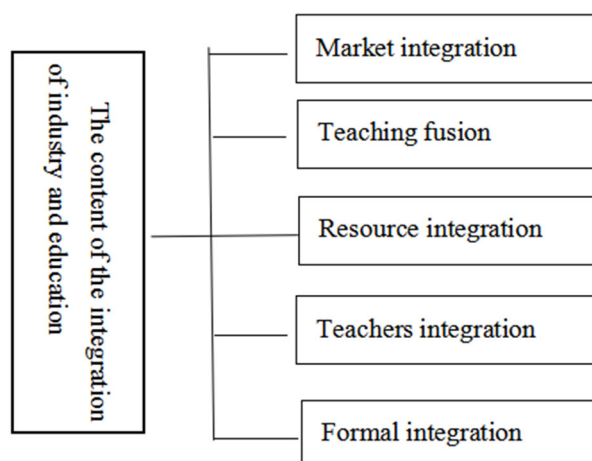 The content of the integration
of industry and education
Market integration
Teaching fusion
Resource integration
Teachers integration
Formal integration